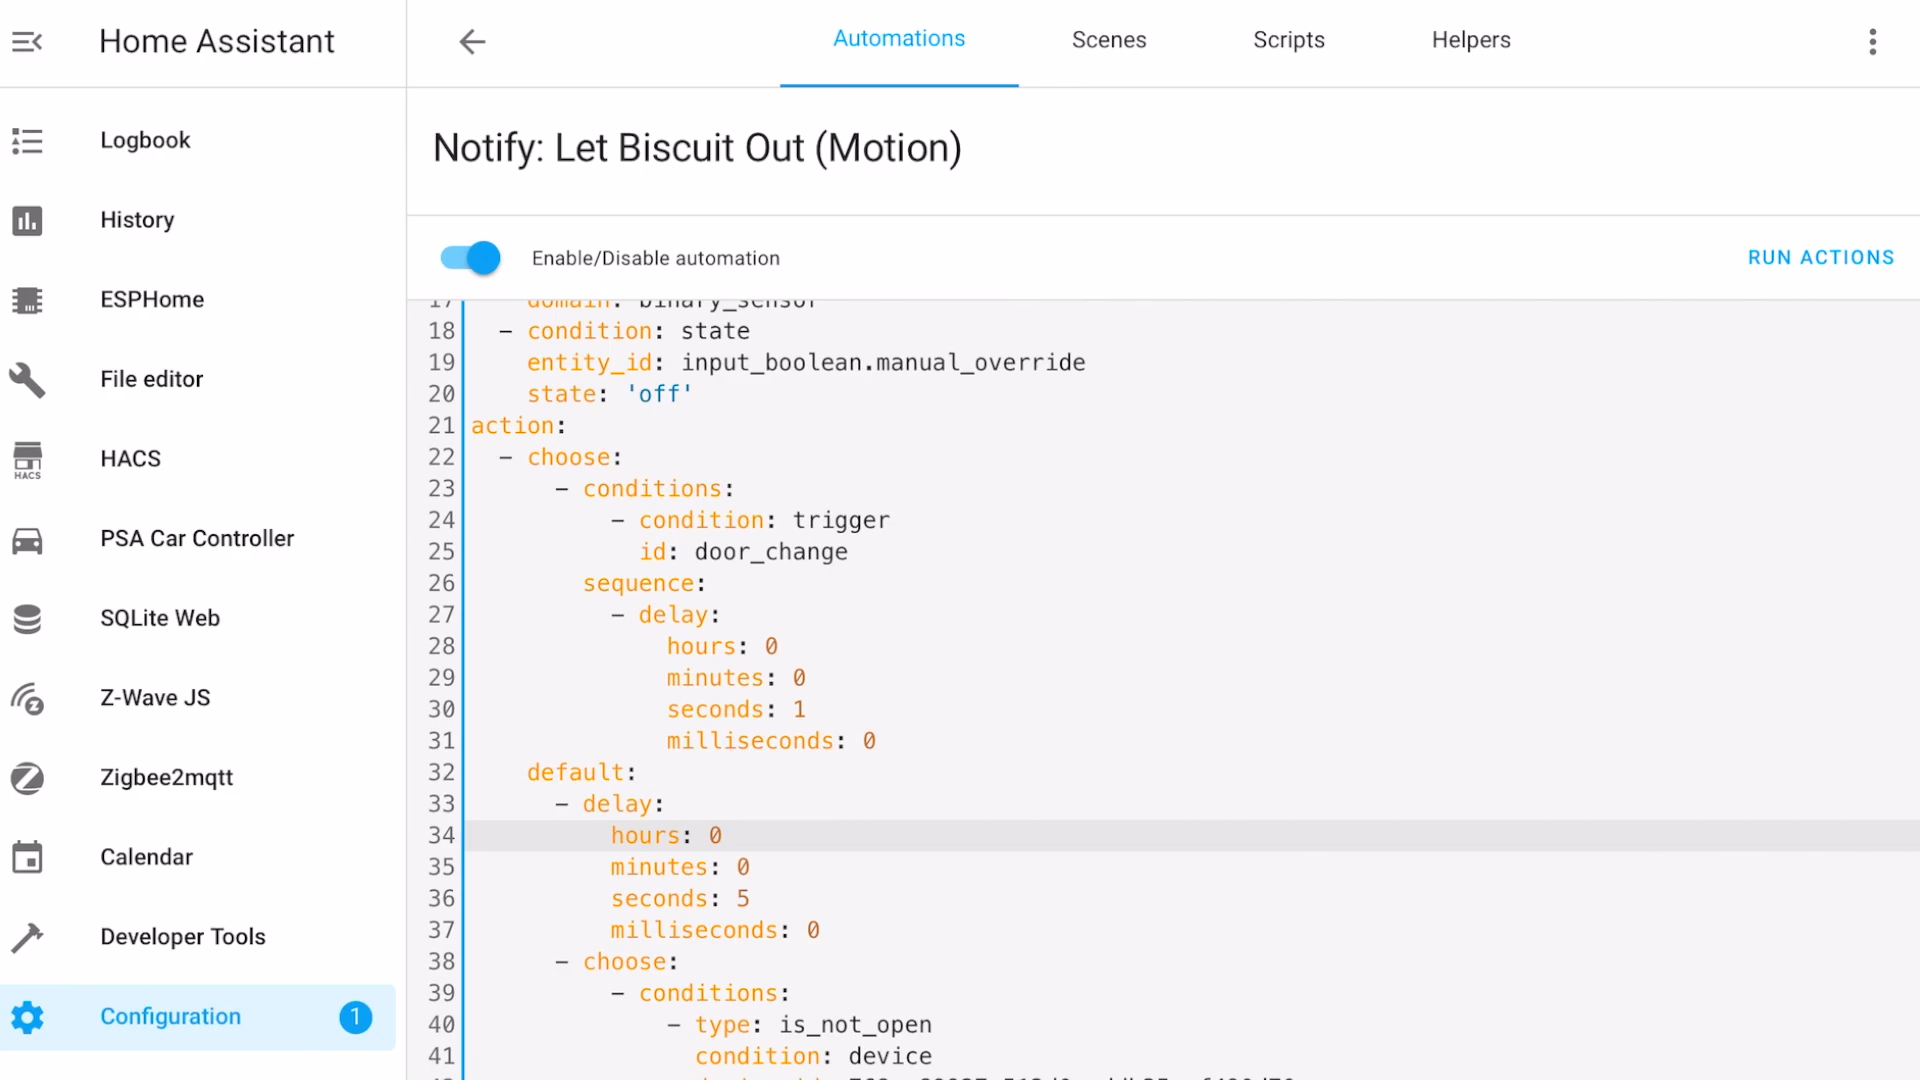 Home Assistant
Automations
Scenes
Scripts
Helpers
Logbook
History
ESPHome
File editor
HACS
HACS
PSA Car Controller
SQLite Web
Z-Wave JS
Zigbee2mqtt
Calendar
Developer Tools
Configuration
1
Notify: Let Biscuit Out (Motion)
Enable/Disable automation
RUN ACTIONS
17 domain: binary_sensor
18 - condition: state
19 entity_id: input_boolean.manual_override
20 state: 'off'
21 action:
22 - choose:
23 - conditions:
24 - condition: trigger
25 id: door_change
26 sequence:
27 - delay:
28 hours: 0
29 minutes: 0
30 seconds: 1
31 milliseconds: 0
32 default:
33 - delay:
34 hours: 0
35 minutes: 0
36 seconds: 5
37 milliseconds: 0
38 - choose:
39 - conditions:
40 - type: is_not_open
41 condition: device